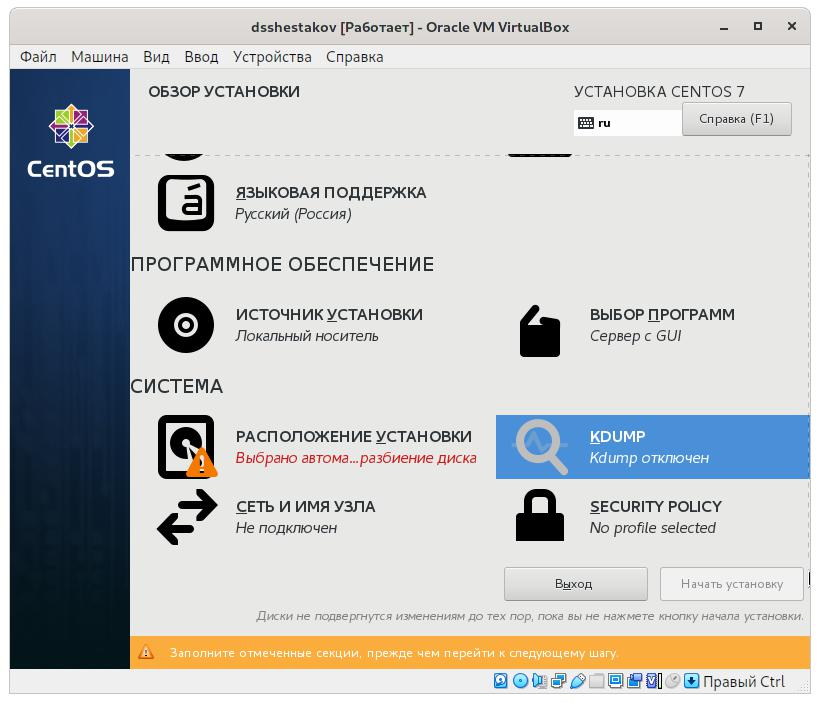 dsshestakov [Работает] - Oracle VM VirtualBox
Файл Машина Вид Ввод Устройства Справка
ОБЗОР УСТАНОВКИ
УСТАНОВКА CENTOS 7
ru
Справка (F1)
CentOS
ЯЗЫКОВАЯ ПОДДЕРЖКА
Русский (Россия)
ПРОГРАММНОЕ ОБЕСПЕЧЕНИЕ
ИСТОЧНИК УСТАНОВКИ
Локальный носитель
ВЫБОР ПРОГРАММ
Сервер с GUI
СИСТЕМА
РАСПОЛОЖЕНИЕ УСТАНОВКИ
Выбрано автома...разбиение диска
KDUMP
Kdump отключен
СЕТЬ И ИМЯ УЗЛА
Не подключен
SECURITY POLICY
No profile selected
Выход
Начать установку
Диски не подвергнутся изменениям до тех пор, пока вы не нажмете кнопку начала установки.
Заполните отмеченные секции, прежде чем перейти к следующему шагу.
Правый Ctrl